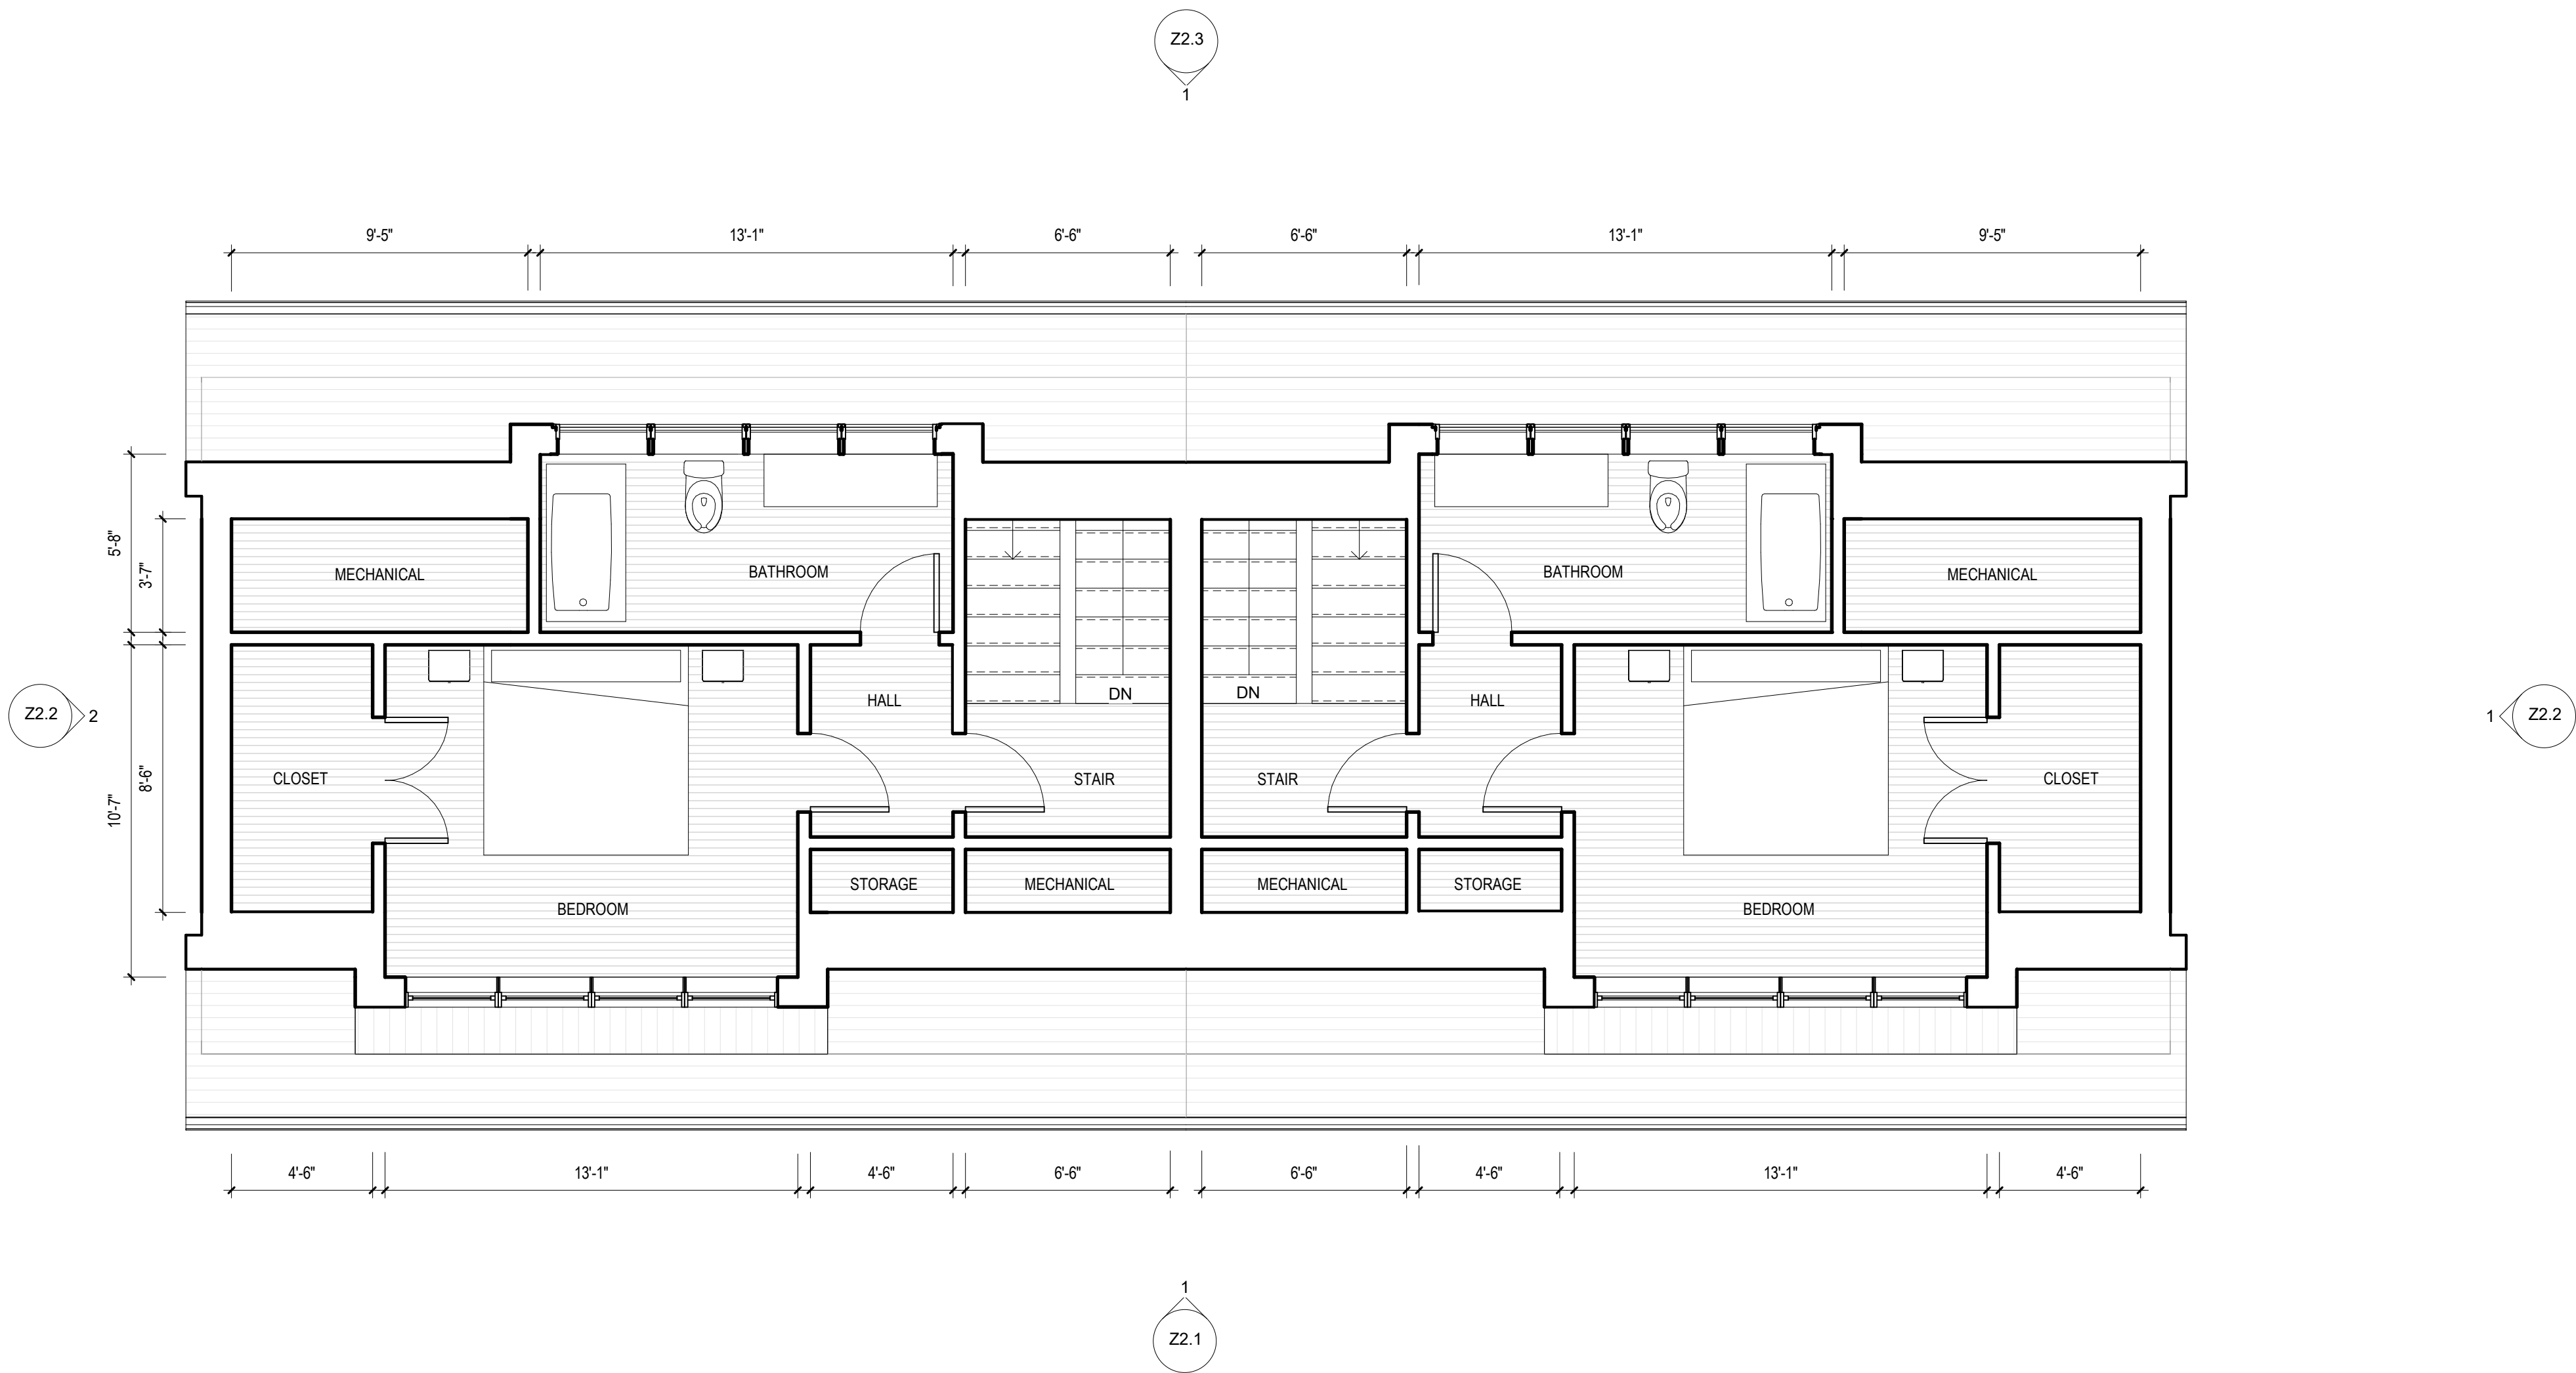 Z2.3
1
9'-5"
13'-1"
6'-6"
6'-6"
13'-1"
9'-5"
5'-8"
3'-7"
MECHANICAL
BATHROOM
BATHROOM
MECHANICAL
DN
DN
HALL
HALL
Z2.2
2
1
Z2.2
10'-7"
8'-6"
CLOSET
STAIR
STAIR
CLOSET
STORAGE
MECHANICAL
MECHANICAL
STORAGE
BEDROOM
BEDROOM
4'-6"
13'-1"
4'-6"
6'-6"
6'-6"
4'-6"
13'-1"
4'-6"
1
Z2.1